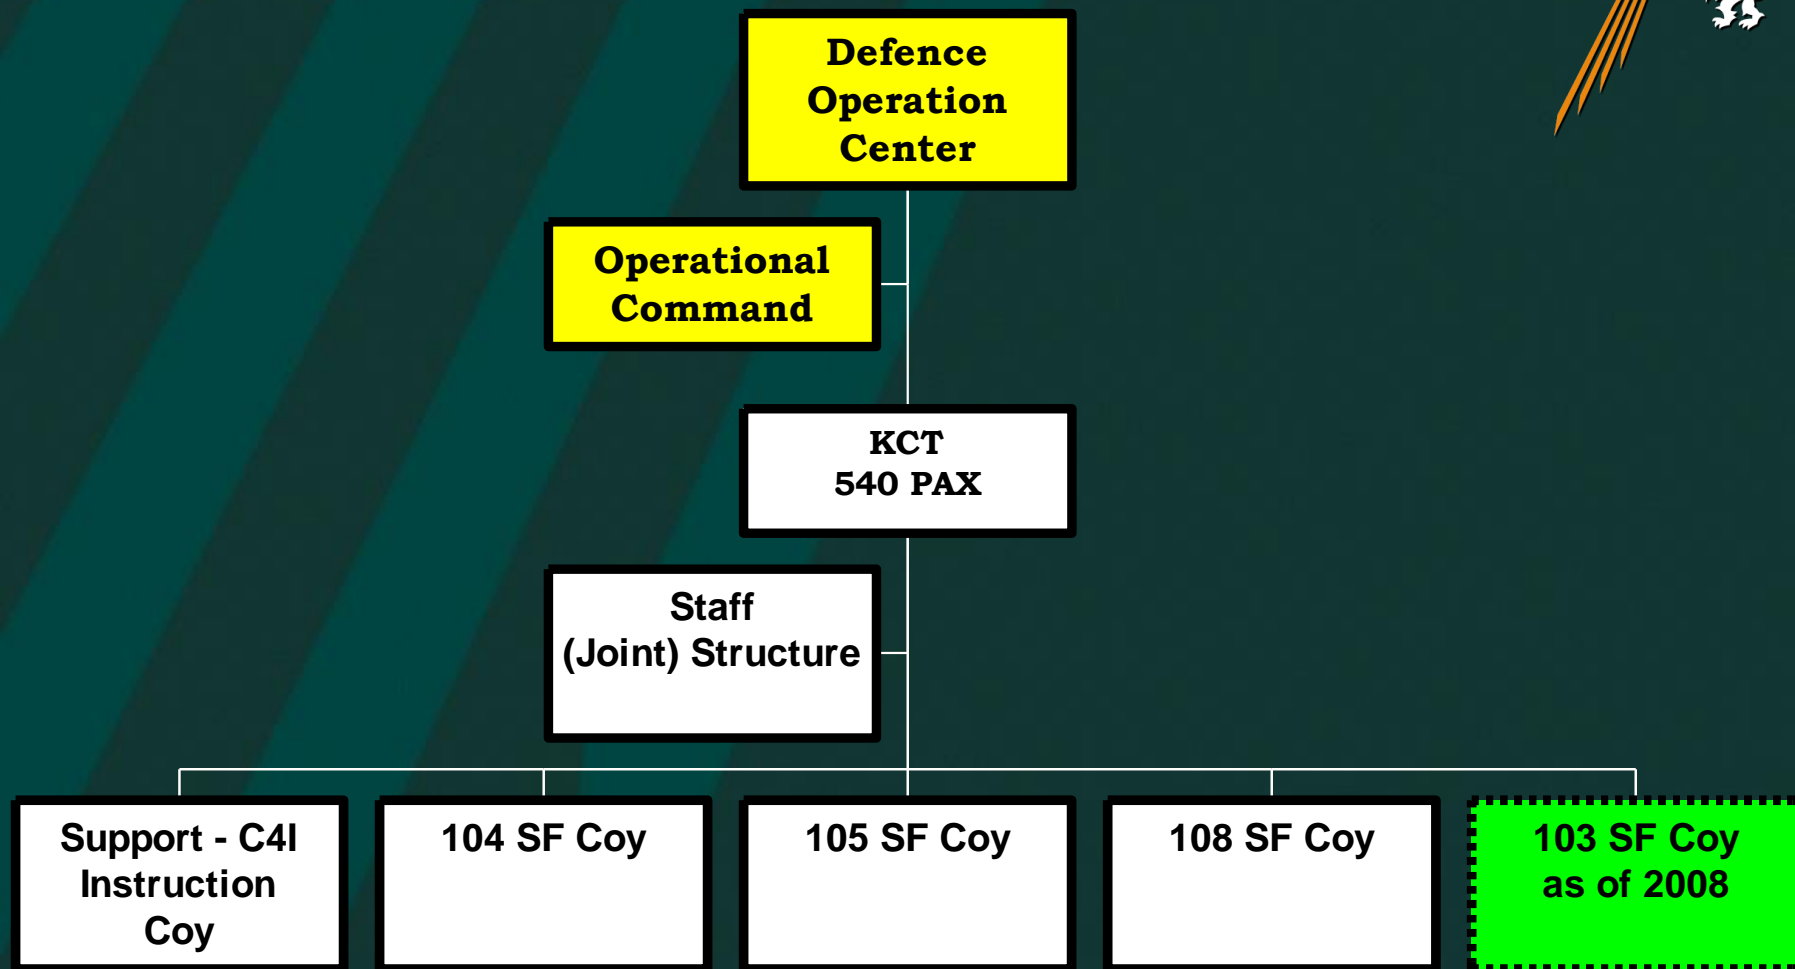 Defence
Operation
Center
Operational
Command
KCT
540 PAX
Staff
(Joint) Structure
Support - C4I
Instruction
Coy
104 SF Coy
105 SF Coy
108 SF Coy
103 SF Coy
as of 2008